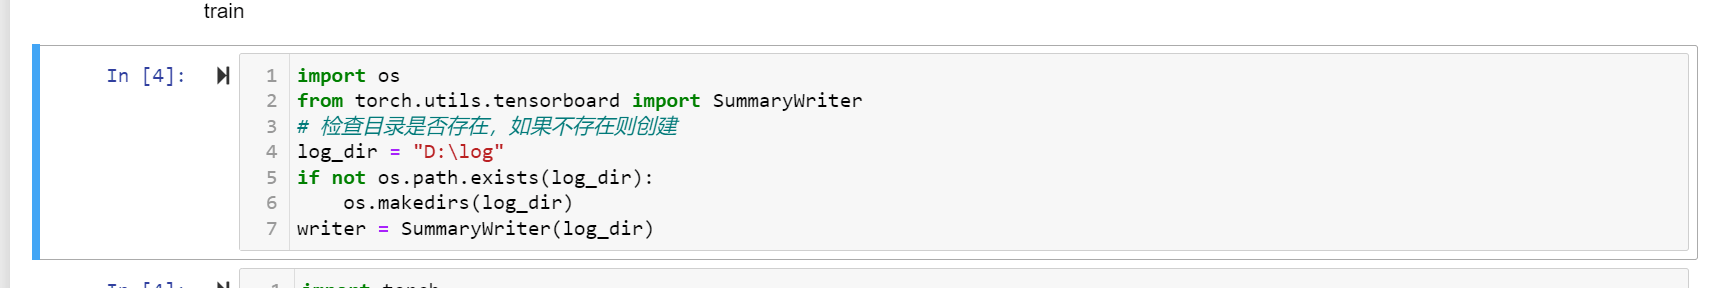 train
In [4]:
1 import os
2 from torch.utils.tensorboard import SummaryWriter
3 # 检查目录是否存在，如果不存在则创建
4 log_dir = "D:\log"
5 if not os.path.exists(log_dir):
6     os.makedirs(log_dir)
7 writer = SummaryWriter(log_dir)
In [4]:
1 import torch